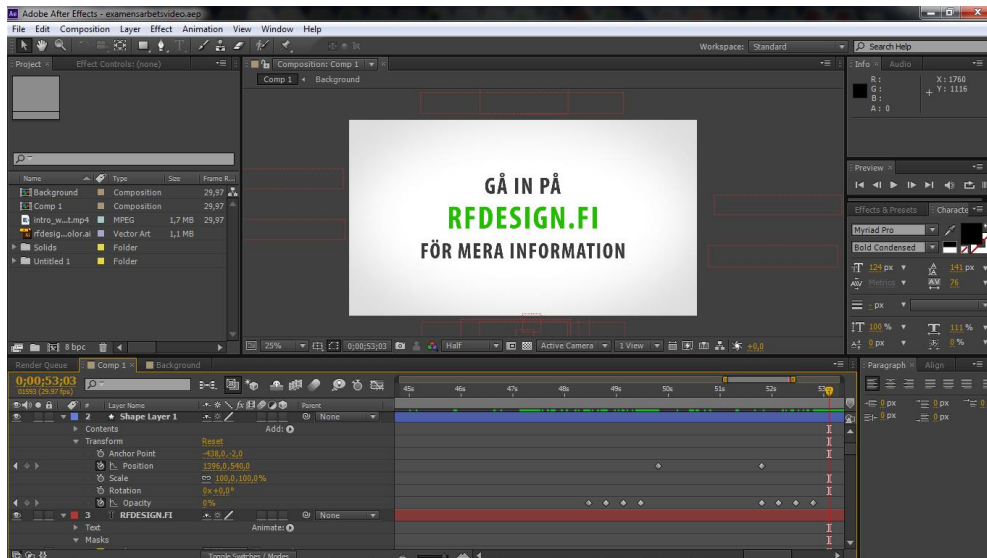 Adobe After Effects - examensarbetsvideo.aep
File Edit Composition Layer Effect Animation View Window Help
Workspace: Standard
Search Help
Project
Effect Controls: (none)
Composition: Comp 1
Info
Audio
Comp 1
Background
R:
G:
B:
A: 0
X: 1760
Y: 1116
GÅ IN PÅ
RFDESIGN.FI
FÖR MERA INFORMATION
Name Type Size Frame R...
Background Composition 29,97
Comp 1 Composition 29,97
intro_w...t.mp4 MPEG 1,7 MB 29,97
rfdesig...olor.ai Vector Art 1,1 MB
Solids Folder
Untitled 1 Folder
8 bpc
Preview
Effects & Presets
Characte
Myriad Pro
Bold Condensed
124 px
141 px
Metrics
76
- px
100 %
111 %
0 px
0 %
25%
0;00;53;03
Half
Active Camera
1 View
+0,0
Render Queue
Comp 1
Background
Paragraph
Align
0;00;53;03
01593 (29.97 fps)
45s 46s 47s 48s 49s 50s 51s 52s 53s
# Layer Name Parent
2 Shape Layer 1 None
Contents Add:
Transform Reset
Anchor Point -438,0,-2,0
Position 1396,0,540,0
Scale 100,0,100,0%
Rotation 0x+0,0°
Opacity 0%
3 T RFDESIGN.FI None
Text Animate:
Masks
Toggle Switches / Modes
0 px
0 px
0 px
0 px